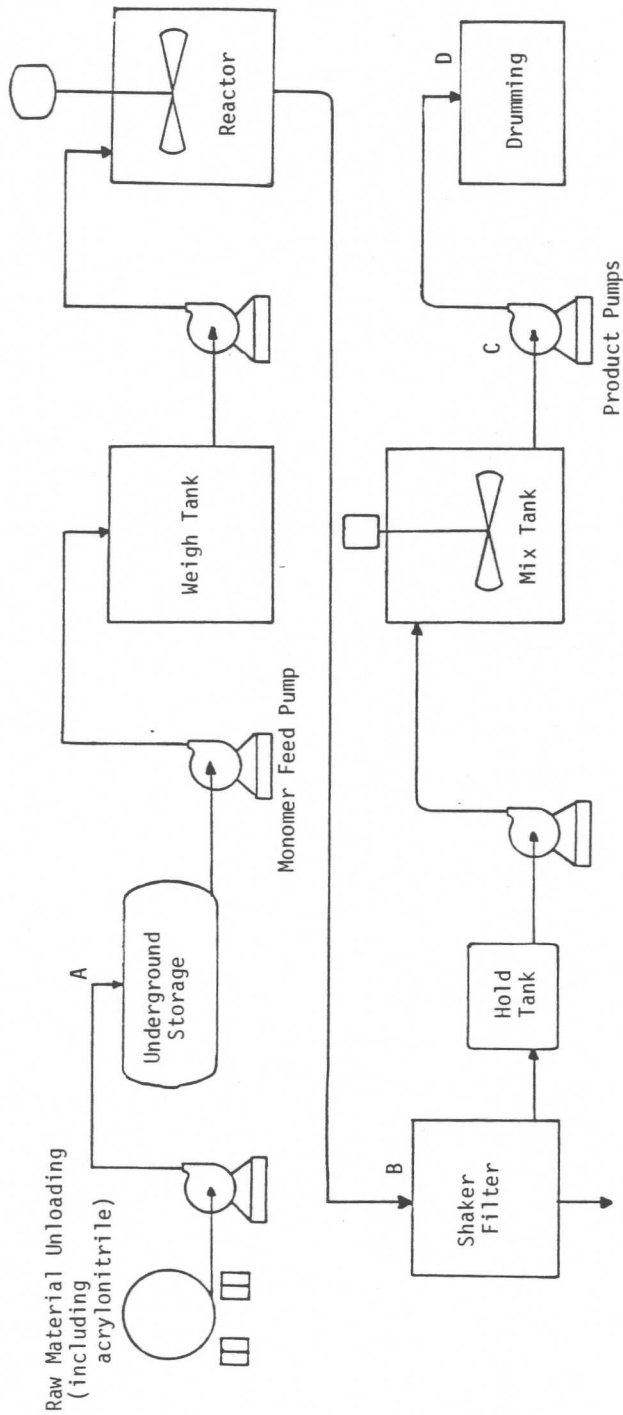 Raw Material Unloading
(including
acrylonitrile)
A
Underground
Storage
Monomer Feed Pump
Weigh Tank
Reactor
B
Shaker
Filter
Hold
Tank
Mix Tank
C
Product Pumps
D
Drumming